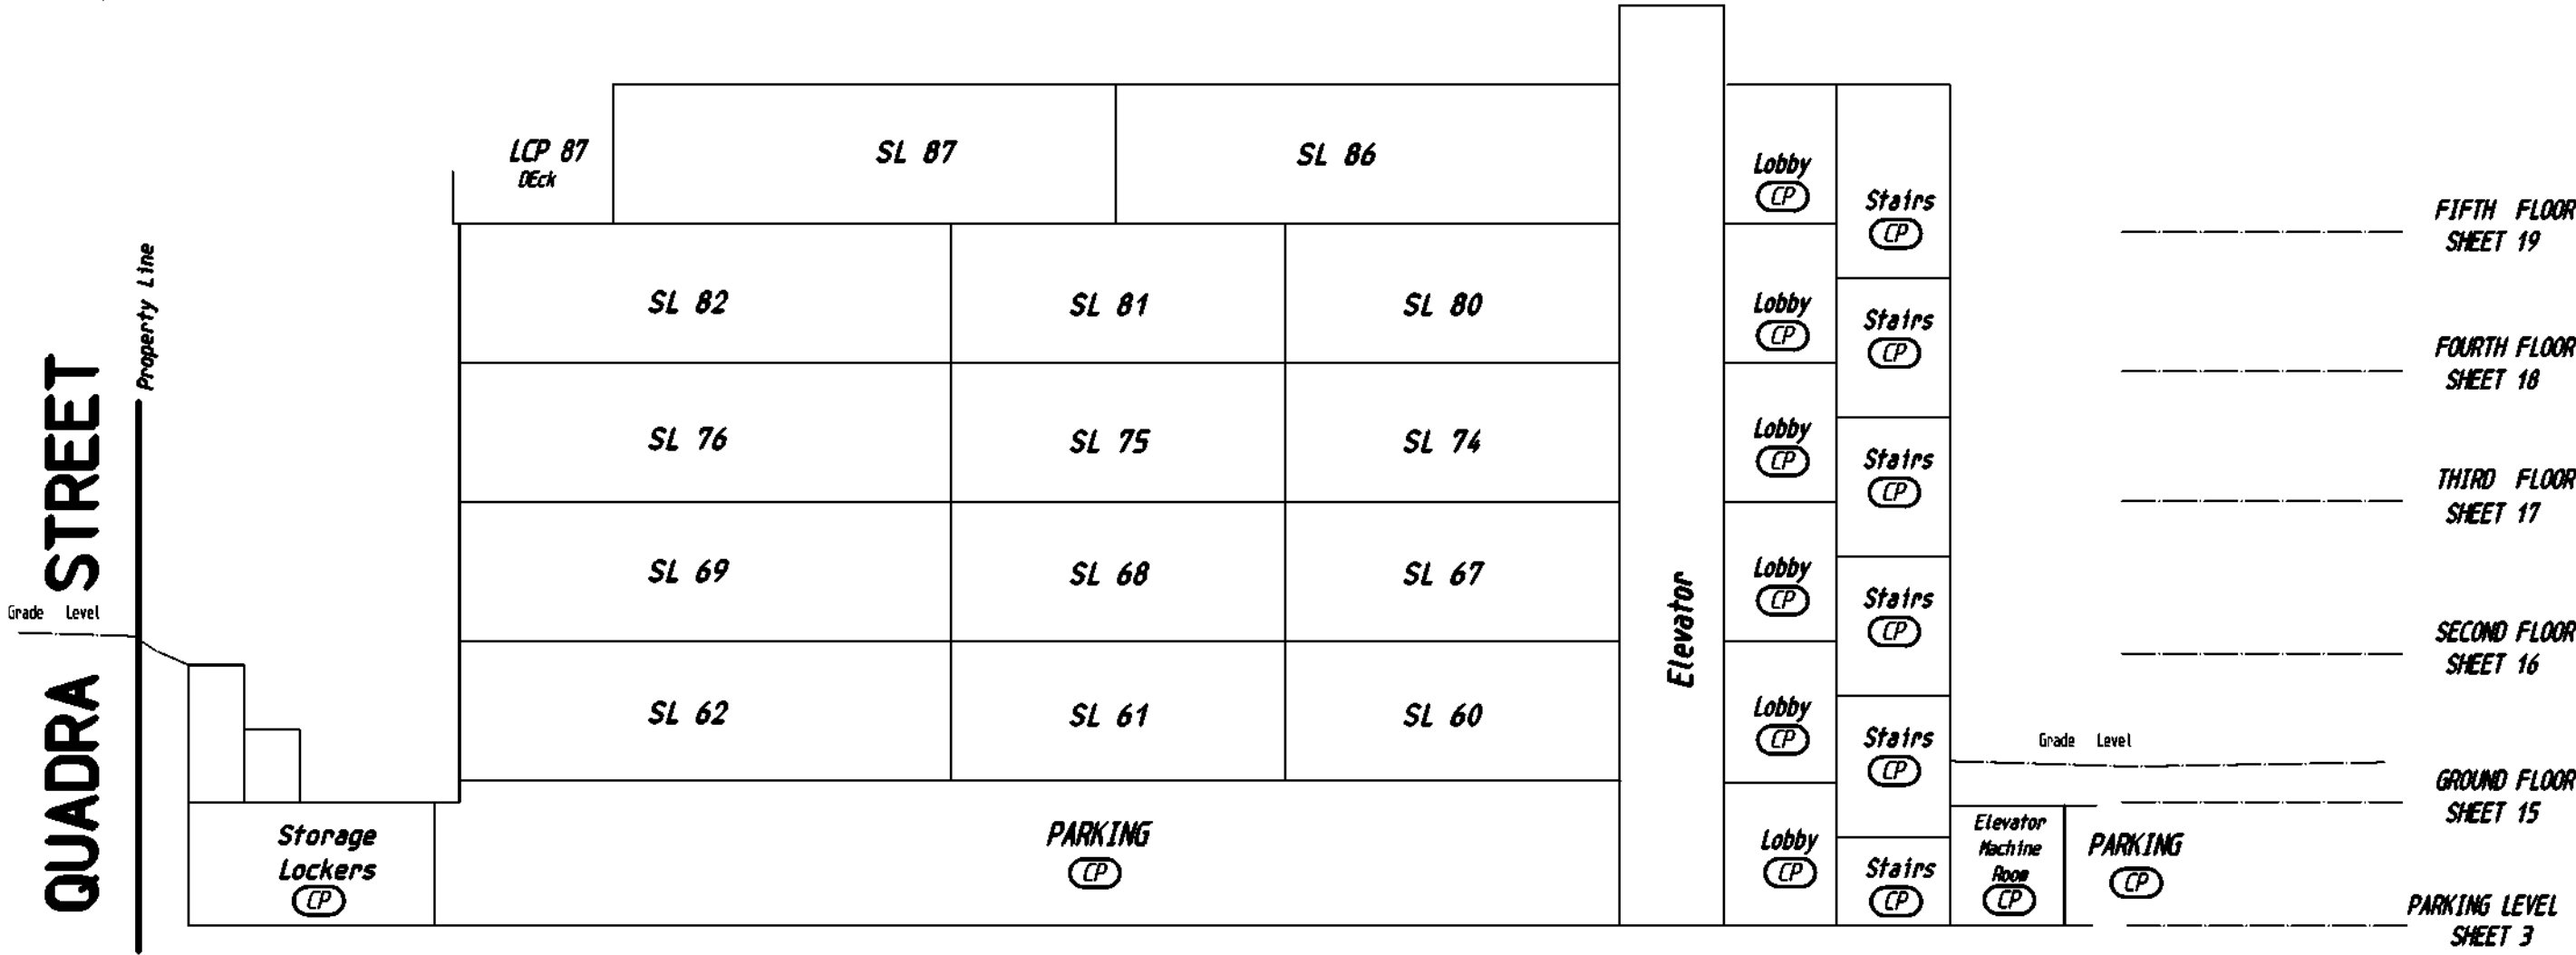 LCP 87
DEck
SL 87
SL 86
Lobby
CP
Stairs
CP
FIFTH FLOOR
SHEET 19
Property Line
SL 82
SL 81
SL 80
Lobby
CP
Stairs
CP
FOURTH FLOOR
SHEET 18
QUADRA STREET
SL 76
SL 75
SL 74
Lobby
CP
Stairs
CP
THIRD FLOOR
SHEET 17
Grade Level
SL 69
SL 68
SL 67
Elevator
Lobby
CP
Stairs
CP
SECOND FLOOR
SHEET 16
SL 62
SL 61
SL 60
Lobby
CP
Stairs
CP
Grade Level
GROUND FLOOR
SHEET 15
Storage
Lockers
CP
PARKING
CP
Lobby
CP
Stairs
CP
Elevator
Machine
Room
CP
PARKING
CP
PARKING LEVEL
SHEET 3